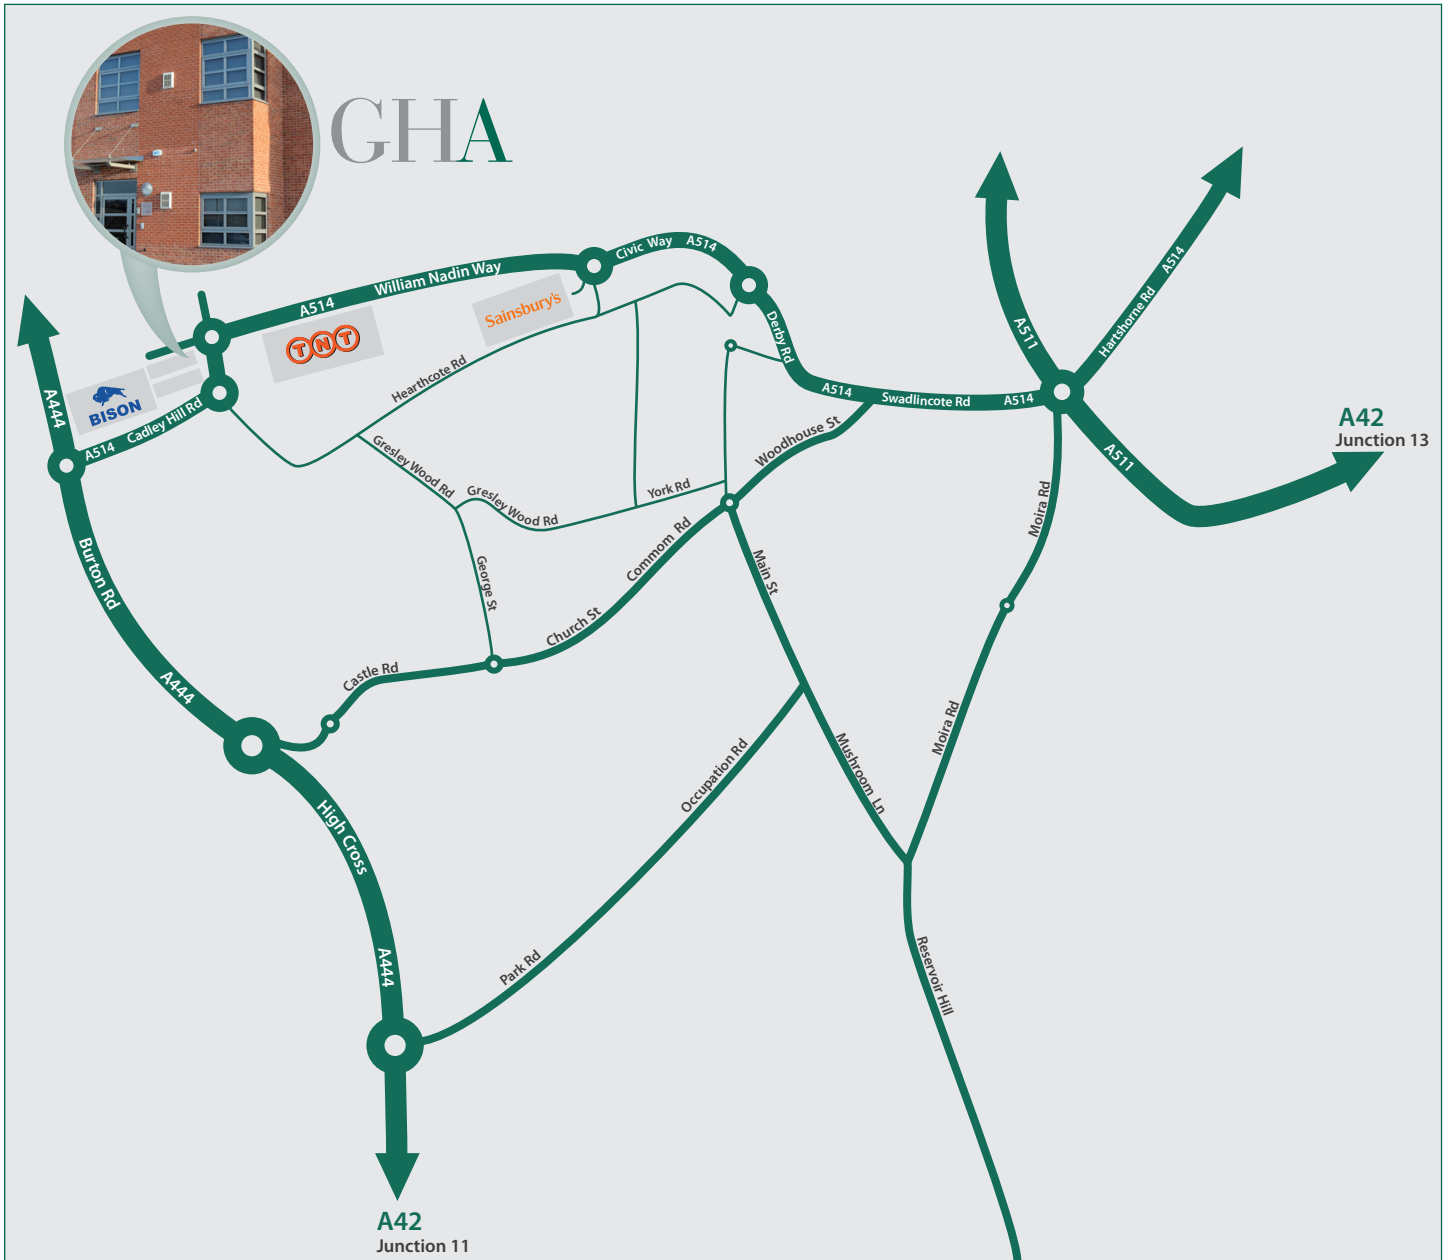 GHA
Civic Way A514
A514 William Nadin Way
Sainsbury's
TNT
BISON
A444
A514 Cadley Hill Rd
Hearthcote Rd
Derby Rd
A514 Swadlincote Rd A514
A511
Hartshorne Rd A514
A42
Junction 13
A511
Woodhouse St
Gresley Wood Rd
Gresley Wood Rd
York Rd
Moira Rd
Commom Rd
Main St
George St
Burton Rd
Church St
Castle Rd
A444
Moira Rd
Mushroom Ln
Occupation Rd
High Cross
Park Rd
A444
Reservoir Hill
A42
Junction 11